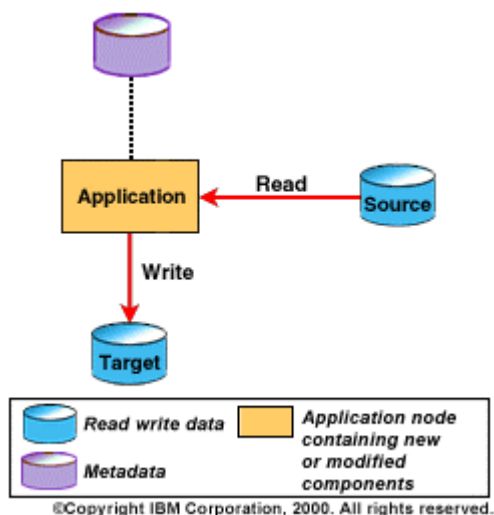 Application
Read
Source
Write
Target
Read write data
Metadata
Application node
containing new
or modified
components
©Copyright IBM Corporation, 2000. All rights reserved.